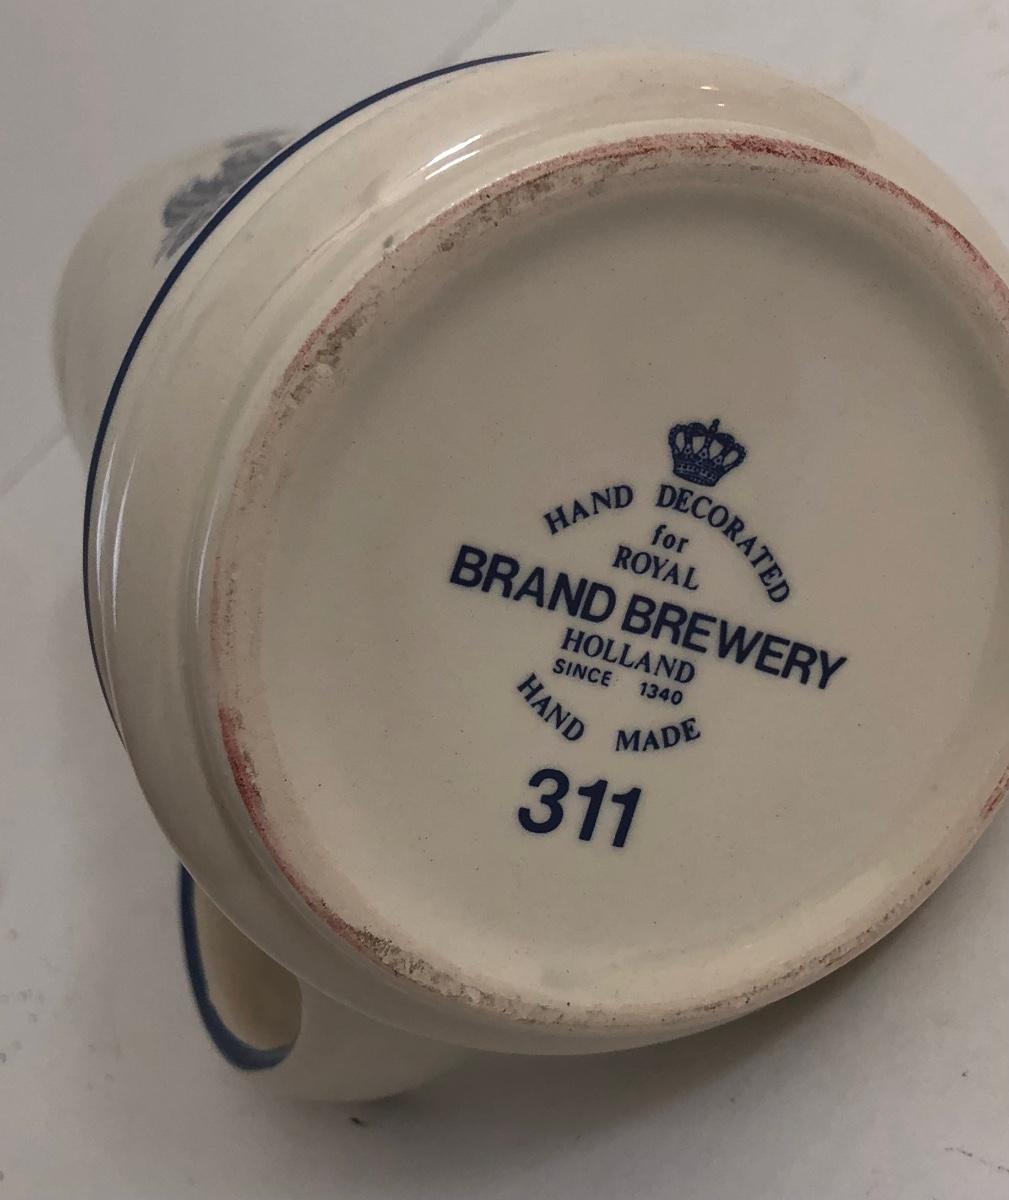 HAND DECORATED
for
ROYAL
BRAND BREWERY
HOLLAND
SINCE 1340
HAND MADE
311